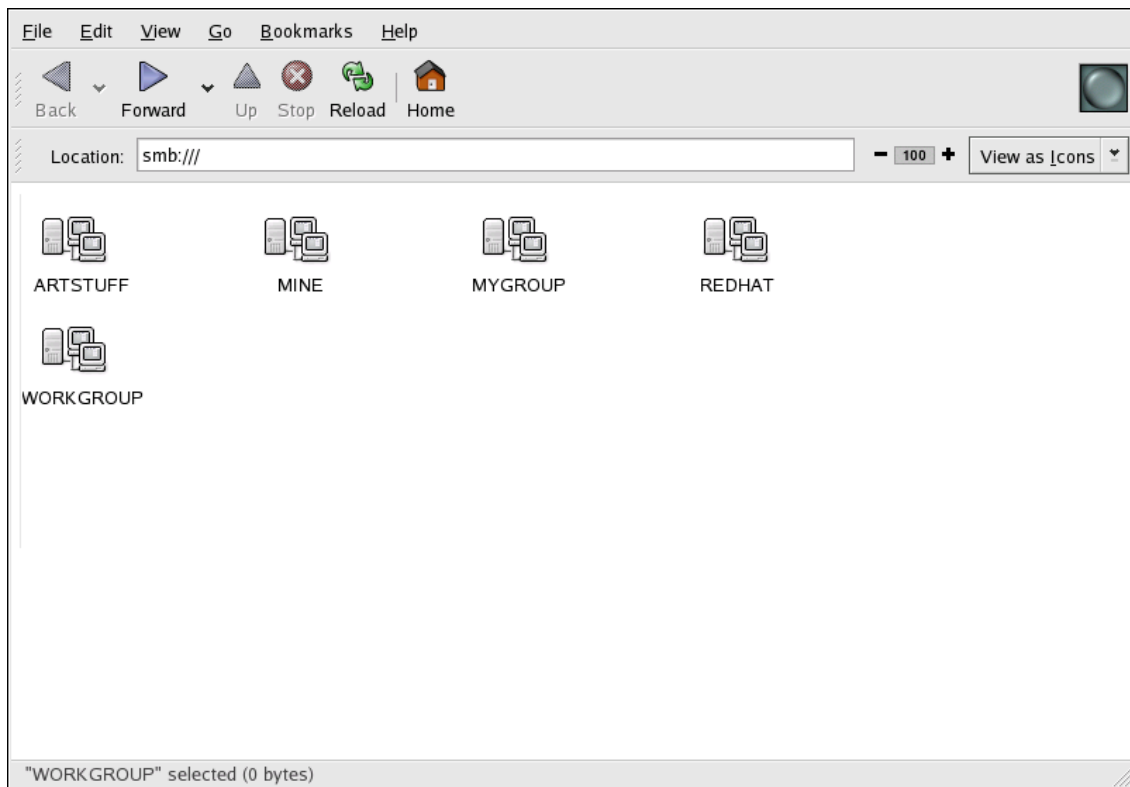 File Edit View Go Bookmarks Help
Back Forward Up Stop Reload Home
Location: smb:/// 100 View as Icons
ARTSTUFF MINE MYGROUP REDHAT
WORKGROUP
"WORKGROUP" selected (0 bytes)